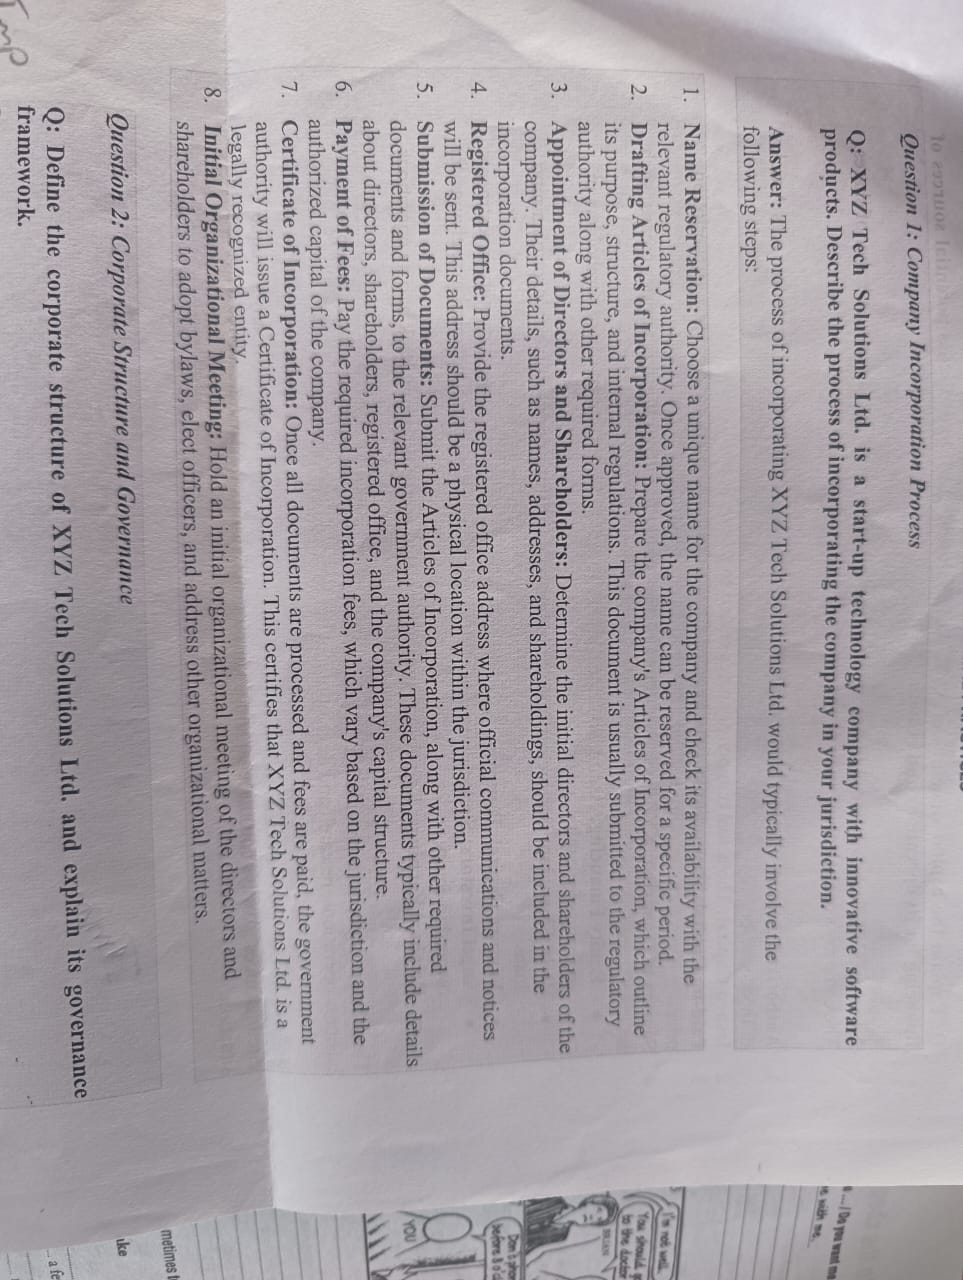 Question 1: Company Incorporation Process
Q: XYZ Tech Solutions Ltd. is a start-up technology company with innovative software
products. Describe the process of incorporating the company in your jurisdiction.
Answer: The process of incorporating XYZ Tech Solutions Ltd. would typically involve the
following steps:
1. Name Reservation: Choose a unique name for the company and check its availability with the
relevant regulatory authority. Once approved, the name can be reserved for a specific period.
2. Drafting Articles of Incorporation: Prepare the company's Articles of Incorporation, which outline
its purpose, structure, and internal regulations. This document is usually submitted to the regulatory
authority along with other required forms.
3. Appointment of Directors and Shareholders: Determine the initial directors and shareholders of the
company. Their details, such as names, addresses, and shareholdings, should be included in the
incorporation documents.
4. Registered Office: Provide the registered office address where official communications and notices
will be sent. This address should be a physical location within the jurisdiction.
5. Submission of Documents: Submit the Articles of Incorporation, along with other required
documents and forms, to the relevant government authority. These documents typically include details
about directors, shareholders, registered office, and the company's capital structure.
6. Payment of Fees: Pay the required incorporation fees, which vary based on the jurisdiction and the
authorized capital of the company.
7. Certificate of Incorporation: Once all documents are processed and fees are paid, the government
authority will issue a Certificate of Incorporation. This certifies that XYZ Tech Solutions Ltd. is a
legally recognized entity.
8. Initial Organizational Meeting: Hold an initial organizational meeting of the directors and
shareholders to adopt bylaws, elect officers, and address other organizational matters.
Question 2: Corporate Structure and Governance
Q: Define the corporate structure of XYZ Tech Solutions Ltd. and explain its governance
framework.
Imp
I'm not well.
You should
to the doctor
YOU